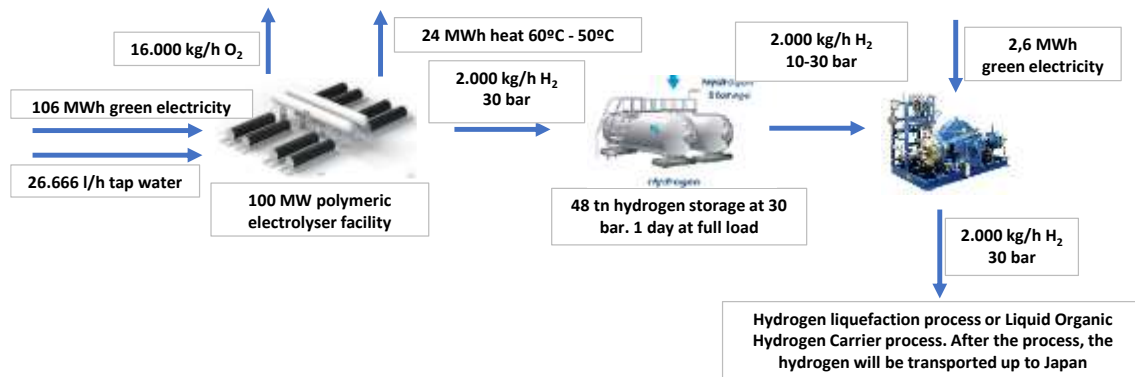 16.000 kg/h O₂
24 MWh heat 60ºC - 50ºC
2.000 kg/h H₂
30 bar
2.000 kg/h H₂
10-30 bar
2,6 MWh
green electricity
106 MWh green electricity
26.666 l/h tap water
100 MW polymeric
electrolyser facility
Storage
Hydrogen
48 tn hydrogen storage at 30
bar. 1 day at full load
2.000 kg/h H₂
30 bar
Hydrogen liquefaction process or Liquid Organic
Hydrogen Carrier process. After the process, the
hydrogen will be transported up to Japan